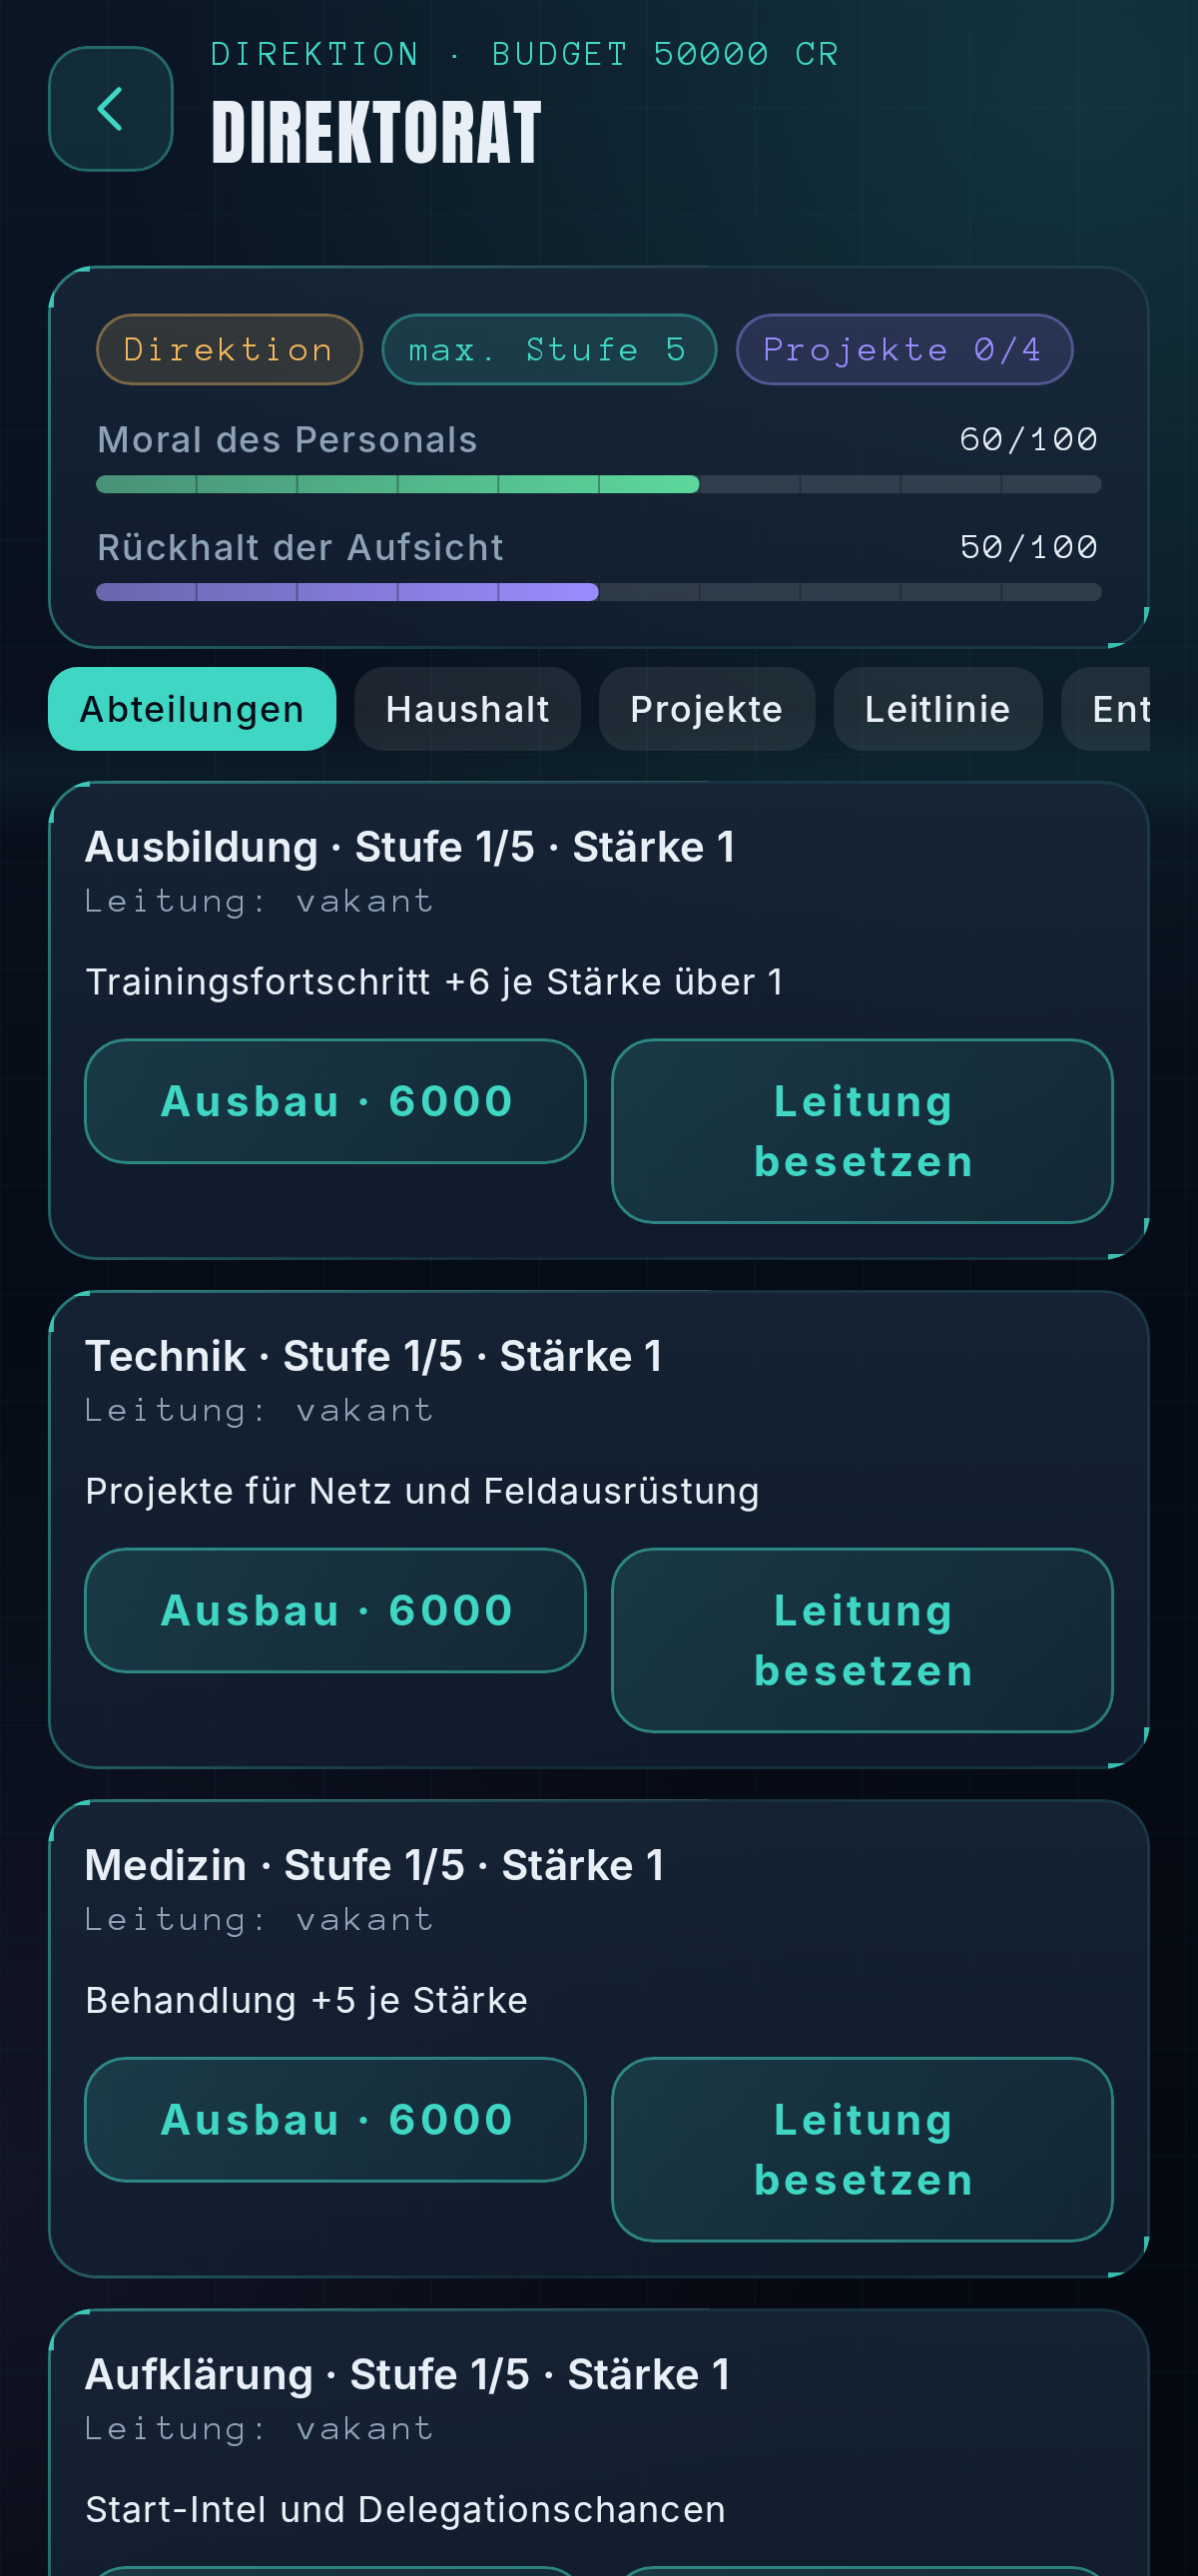 DIREKTION · BUDGET 50000 CR
DIREKTORAT
Direktion
max. Stufe 5
Projekte 0/4
Moral des Personals 60/100
Rückhalt der Aufsicht 50/100
Abteilungen Haushalt Projekte Leitlinie Ent
Ausbildung · Stufe 1/5 · Stärke 1
Leitung: vakant
Trainingsfortschritt +6 je Stärke über 1
Ausbau · 6000
Leitung
besetzen
Technik · Stufe 1/5 · Stärke 1
Leitung: vakant
Projekte für Netz und Feldausrüstung
Ausbau · 6000
Leitung
besetzen
Medizin · Stufe 1/5 · Stärke 1
Leitung: vakant
Behandlung +5 je Stärke
Ausbau · 6000
Leitung
besetzen
Aufklärung · Stufe 1/5 · Stärke 1
Leitung: vakant
Start-Intel und Delegationschancen